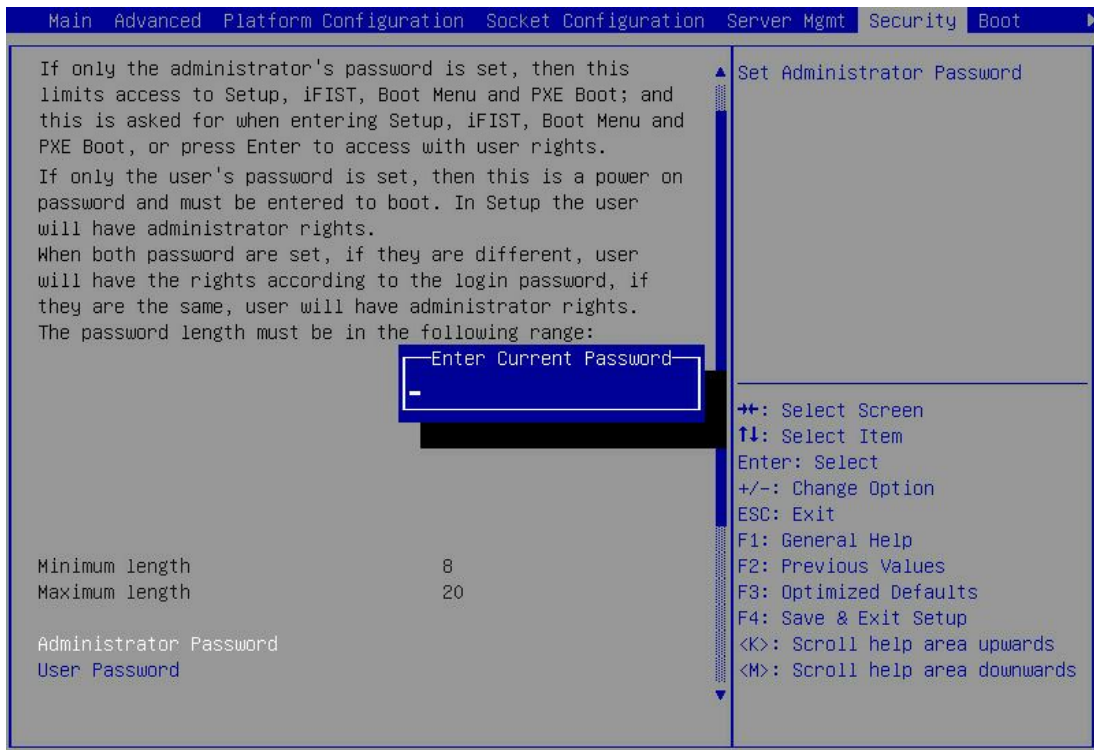 Main Advanced Platform Configuration Socket Configuration Server Mgmt Security Boot
If only the administrator's password is set, then this
limits access to Setup, iFIST, Boot Menu and PXE Boot; and
this is asked for when entering Setup, iFIST, Boot Menu and
PXE Boot, or press Enter to access with user rights.
If only the user's password is set, then this is a power on
password and must be entered to boot. In Setup the user
will have administrator rights.
When both password are set, if they are different, user
will have the rights according to the login password, if
they are the same, user will have administrator rights.
The password length must be in the following range:
Enter Current Password
Minimum length 8
Maximum length 20
Administrator Password
User Password
Set Administrator Password
→←: Select Screen
↑↓: Select Item
Enter: Select
+/-: Change Option
ESC: Exit
F1: General Help
F2: Previous Values
F3: Optimized Defaults
F4: Save & Exit Setup
<K>: Scroll help area upwards
<M>: Scroll help area downwards